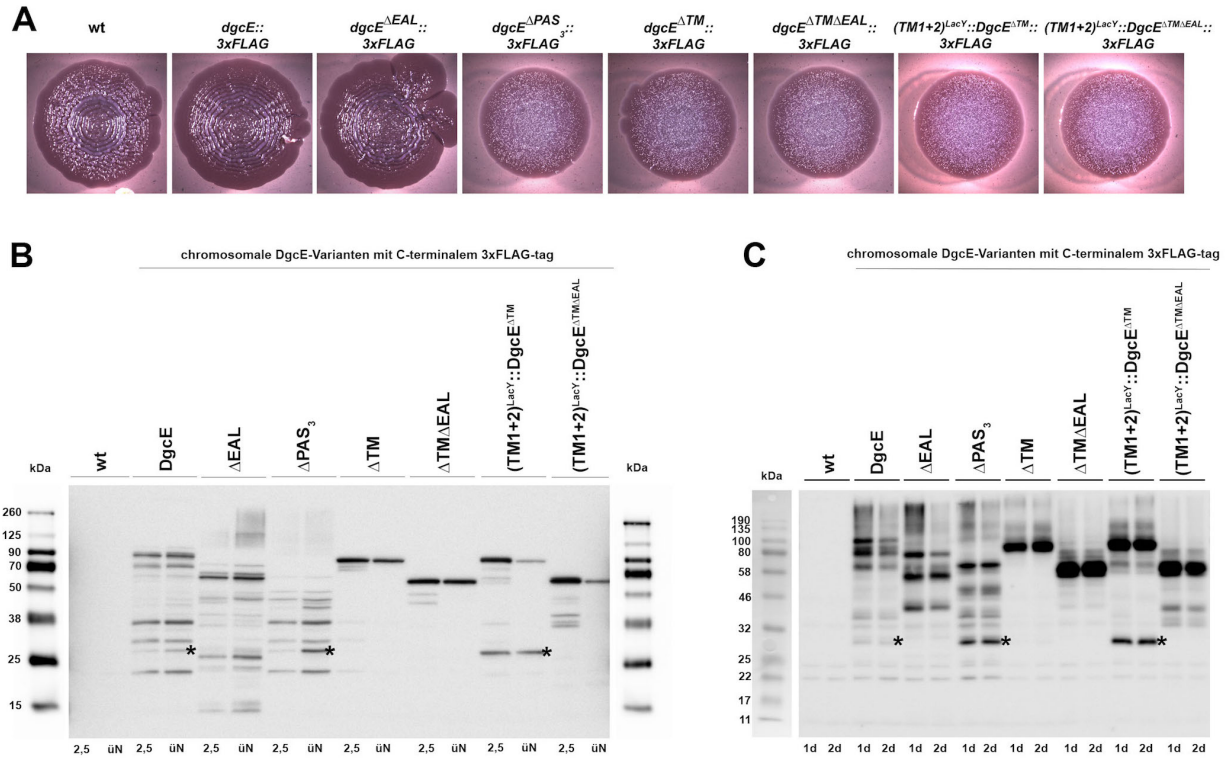 A
wt
dgcE::
3xFLAG
dgcE^ΔEAL::
3xFLAG
dgcE^ΔPAS₃::
3xFLAG
dgcE^ΔTM::
3xFLAG
dgcE^ΔTMΔEAL::
3xFLAG
(TM1+2)^LacY::DgcE^ΔTM::
3xFLAG
(TM1+2)^LacY::DgcE^ΔTMΔEAL::
3xFLAG
B
chromosomale DgcE-Varianten mit C-terminalem 3xFLAG-tag
kDa
wt
DgcE
ΔEAL
ΔPAS₃
ΔTM
ΔTMΔEAL
(TM1+2)^LacY::DgcE^ΔTM
(TM1+2)^LacY::DgcE^ΔTMΔEAL
kDa
260
125
90
70
50
38
25
15
*
*
*
2,5 üN 2,5 üN 2,5 üN 2,5 üN 2,5 üN 2,5 üN 2,5 üN 2,5 üN
C
chromosomale DgcE-Varianten mit C-terminalem 3xFLAG-tag
kDa
wt
DgcE
ΔEAL
ΔPAS₃
ΔTM
ΔTMΔEAL
(TM1+2)^LacY::DgcE^ΔTM
(TM1+2)^LacY::DgcE^ΔTMΔEAL
190
135
100
80
58
46
32
25
22
17
11
*
*
*
1d 2d 1d 2d 1d 2d 1d 2d 1d 2d 1d 2d 1d 2d 1d 2d